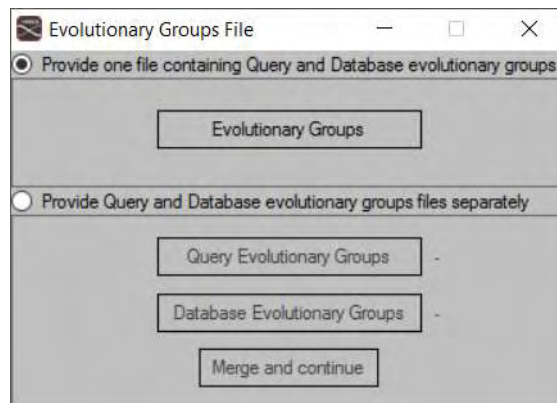 Evolutionary Groups File
Provide one file containing Query and Database evolutionary groups
Evolutionary Groups
Provide Query and Database evolutionary groups files separately
Query Evolutionary Groups -
Database Evolutionary Groups -
Merge and continue